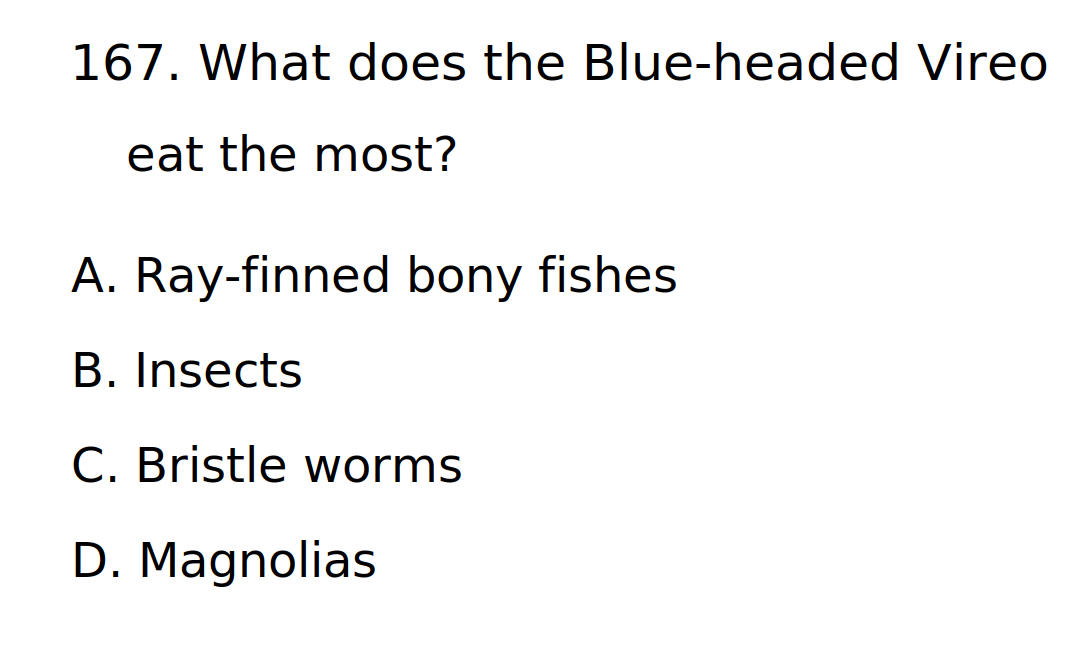 167. What does the Blue-headed Vireo
eat the most?
A. Ray-finned bony fishes
B. Insects
C. Bristle worms
D. Magnolias